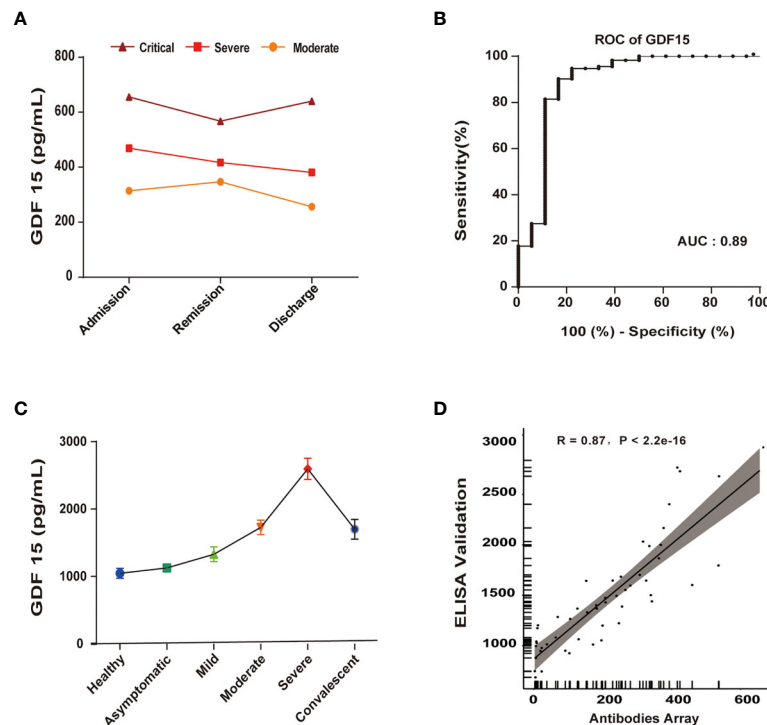 A
Critical Severe Moderate
GDF 15 (pg/mL)
800
600
400
200
0
Admission
Remission
Discharge
B
ROC of GDF15
Sensitivity(%)
100
80
60
40
20
0
AUC : 0.89
0 20 40 60 80 100
100 (%) - Specificity (%)
C
GDF 15 (pg/mL)
3000
2000
1000
0
Healthy
Asymptomatic
Mild
Moderate
Severe
Convalescent
D
R = 0.87, P < 2.2e-16
ELISA Validation
3000
2500
2000
1500
1000
0 200 400 600
Antibodies Array